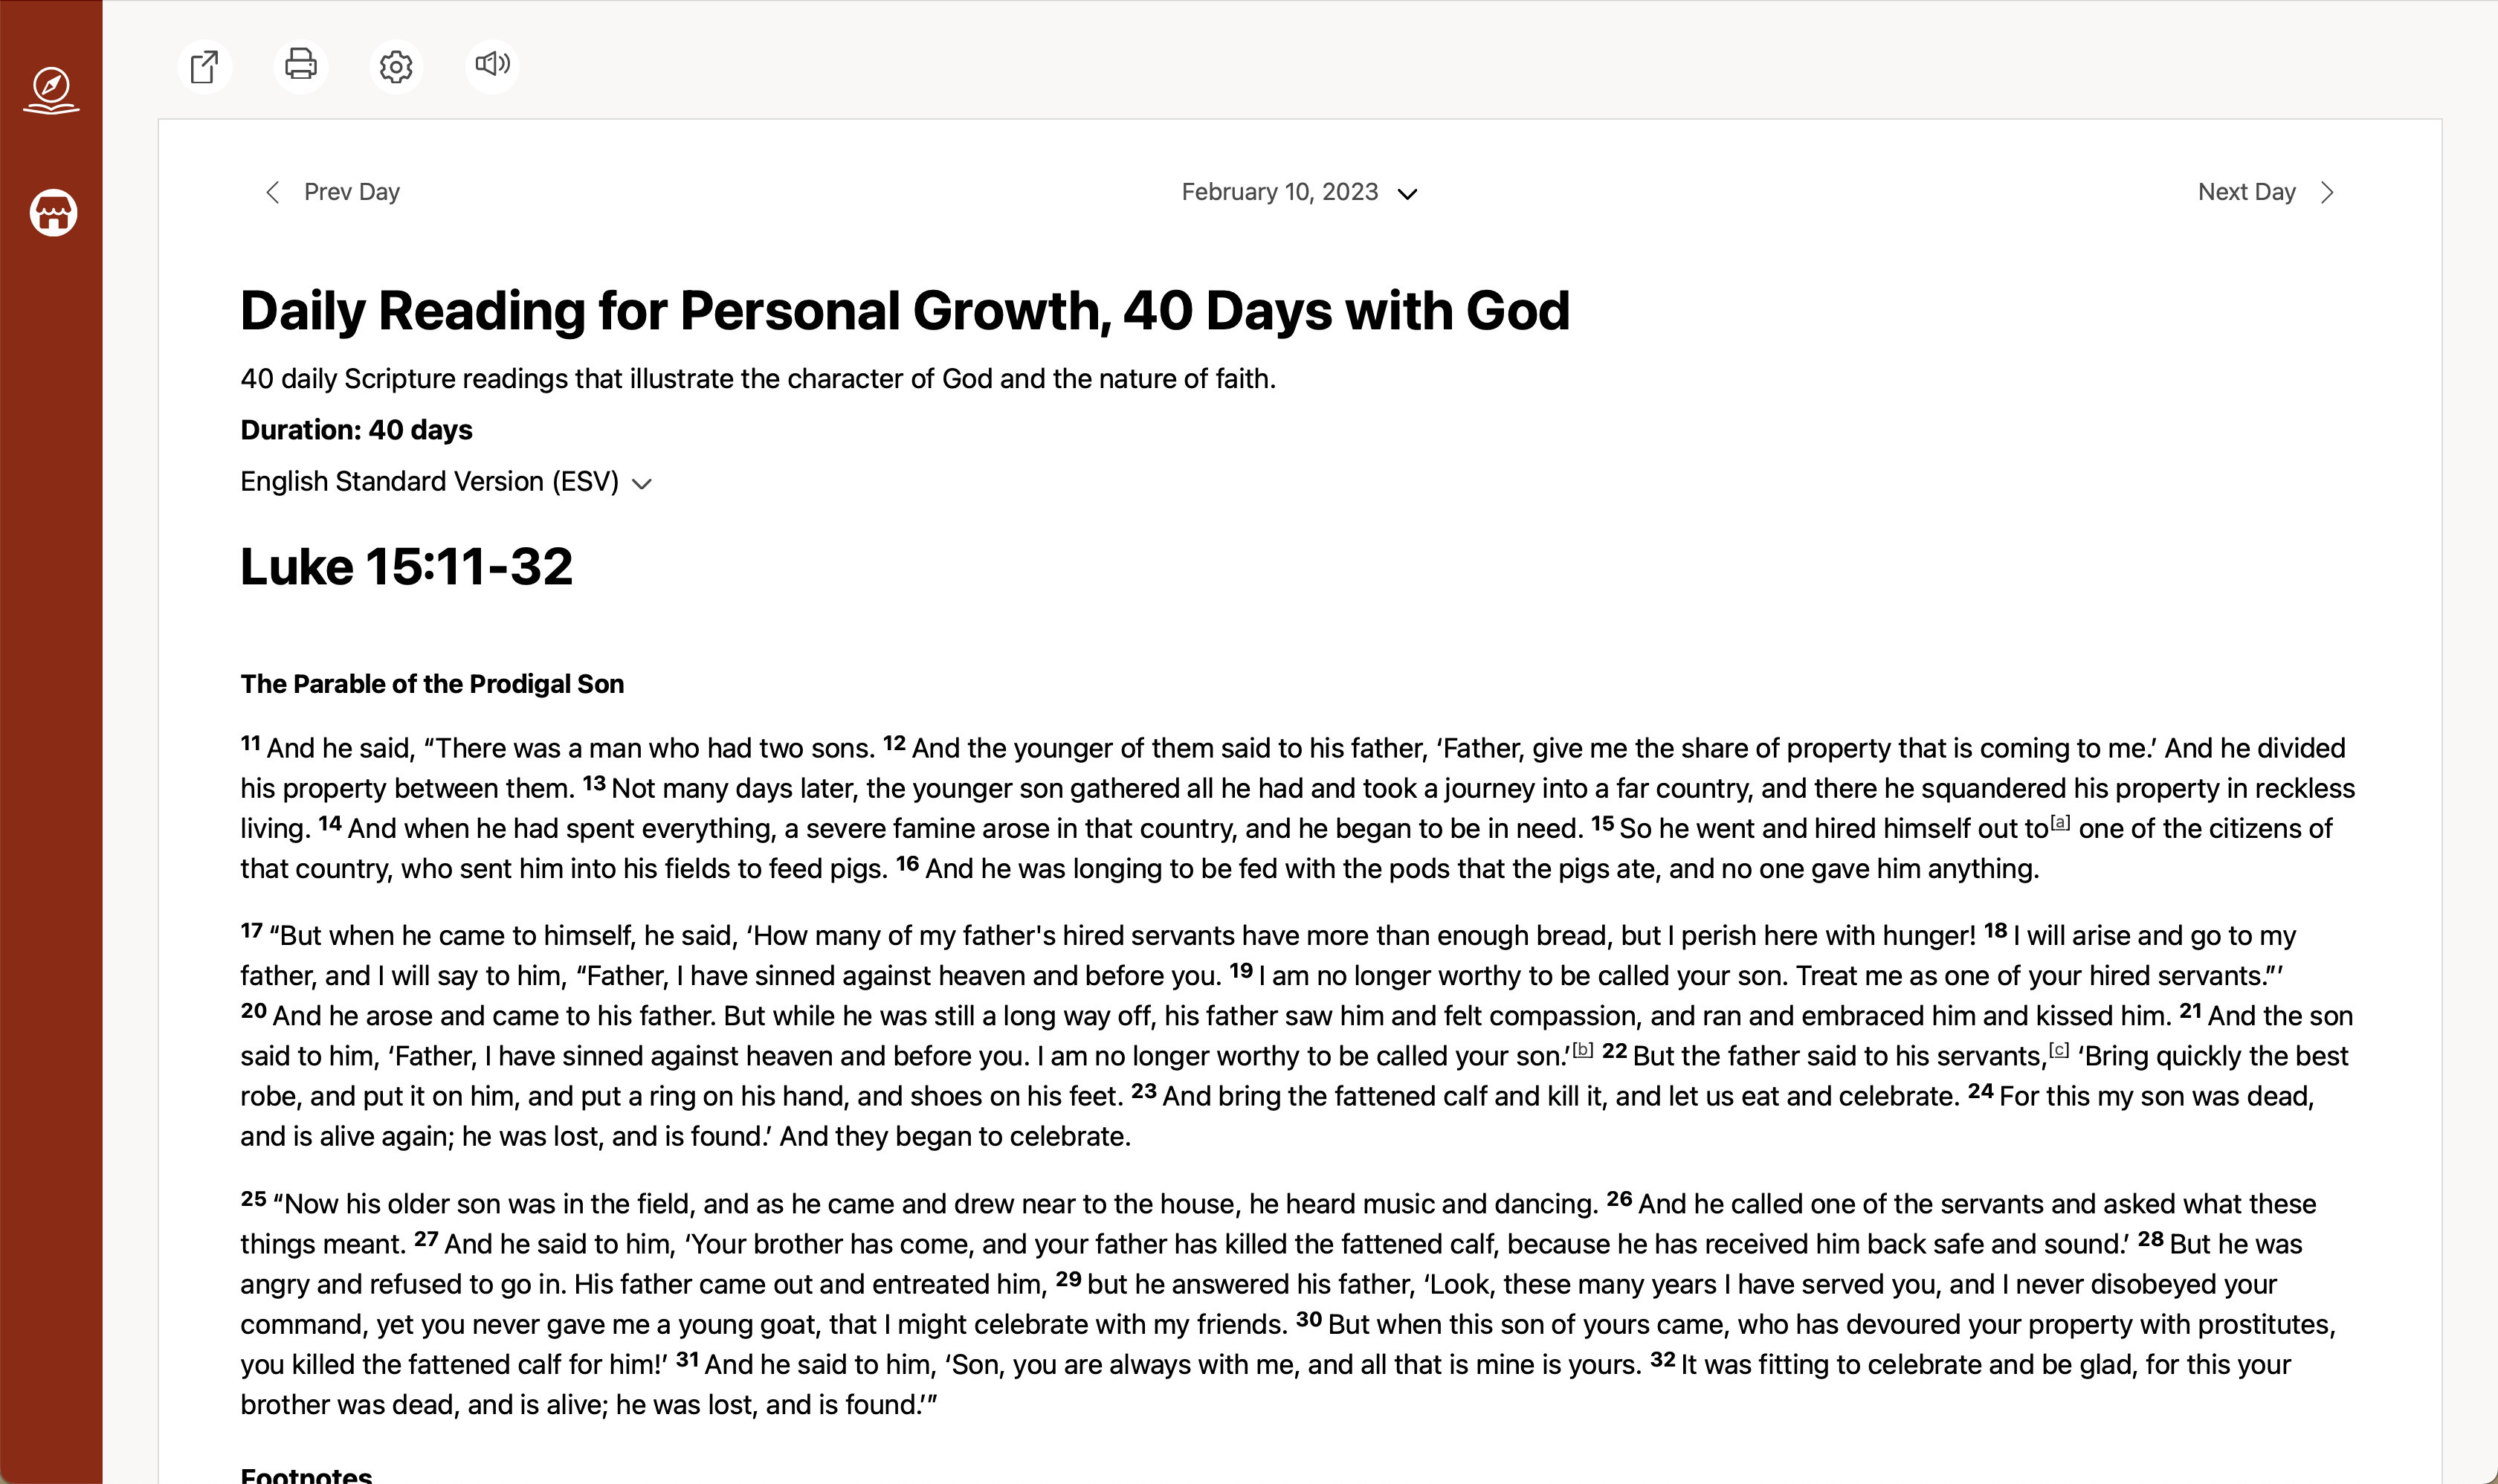 Prev Day
February 10, 2023
Next Day
Daily Reading for Personal Growth, 40 Days with God
40 daily Scripture readings that illustrate the character of God and the nature of faith.
Duration: 40 days
English Standard Version (ESV)
Luke 15:11-32
The Parable of the Prodigal Son
11 And he said, “There was a man who had two sons. 12 And the younger of them said to his father, ‘Father, give me the share of property that is coming to me.’ And he divided
his property between them. 13 Not many days later, the younger son gathered all he had and took a journey into a far country, and there he squandered his property in reckless
living. 14 And when he had spent everything, a severe famine arose in that country, and he began to be in need. 15 So he went and hired himself out to[a] one of the citizens of
that country, who sent him into his fields to feed pigs. 16 And he was longing to be fed with the pods that the pigs ate, and no one gave him anything.
17 “But when he came to himself, he said, ‘How many of my father's hired servants have more than enough bread, but I perish here with hunger! 18 I will arise and go to my
father, and I will say to him, “Father, I have sinned against heaven and before you. 19 I am no longer worthy to be called your son. Treat me as one of your hired servants.”’
20 And he arose and came to his father. But while he was still a long way off, his father saw him and felt compassion, and ran and embraced him and kissed him. 21 And the son
said to him, ‘Father, I have sinned against heaven and before you. I am no longer worthy to be called your son.’[b] 22 But the father said to his servants,[c] ‘Bring quickly the best
robe, and put it on him, and put a ring on his hand, and shoes on his feet. 23 And bring the fattened calf and kill it, and let us eat and celebrate. 24 For this my son was dead,
and is alive again; he was lost, and is found.’ And they began to celebrate.
25 “Now his older son was in the field, and as he came and drew near to the house, he heard music and dancing. 26 And he called one of the servants and asked what these
things meant. 27 And he said to him, ‘Your brother has come, and your father has killed the fattened calf, because he has received him back safe and sound.’ 28 But he was
angry and refused to go in. His father came out and entreated him, 29 but he answered his father, ‘Look, these many years I have served you, and I never disobeyed your
command, yet you never gave me a young goat, that I might celebrate with my friends. 30 But when this son of yours came, who has devoured your property with prostitutes,
you killed the fattened calf for him!’ 31 And he said to him, ‘Son, you are always with me, and all that is mine is yours. 32 It was fitting to celebrate and be glad, for this your
brother was dead, and is alive; he was lost, and is found.’”
Footnotes